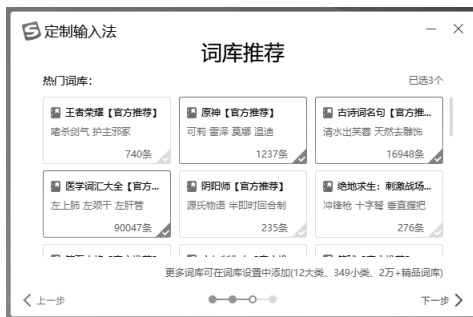 定制输入法
词库推荐
热门词库：
已选3个
王者荣耀【官方推荐】
嗜杀剑气 护主邪冢
740条
原神【官方推荐】
可莉 雷泽 莫娜 温迪
1237条
古诗词名句【官方推...
清水出芙蓉 天然去雕饰
16948条
医学词汇大全【官方...
左上肺 左颈干 左肝管
90047条
阴阳师【官方推荐】
源氏物语 半即时回合制
235条
绝地求生：刺激战场...
冲锋枪 十字弩 垂直握把
276条
更多词库可在词库设置中添加(12大类、349小类、2万+精品词库)
上一步
下一步